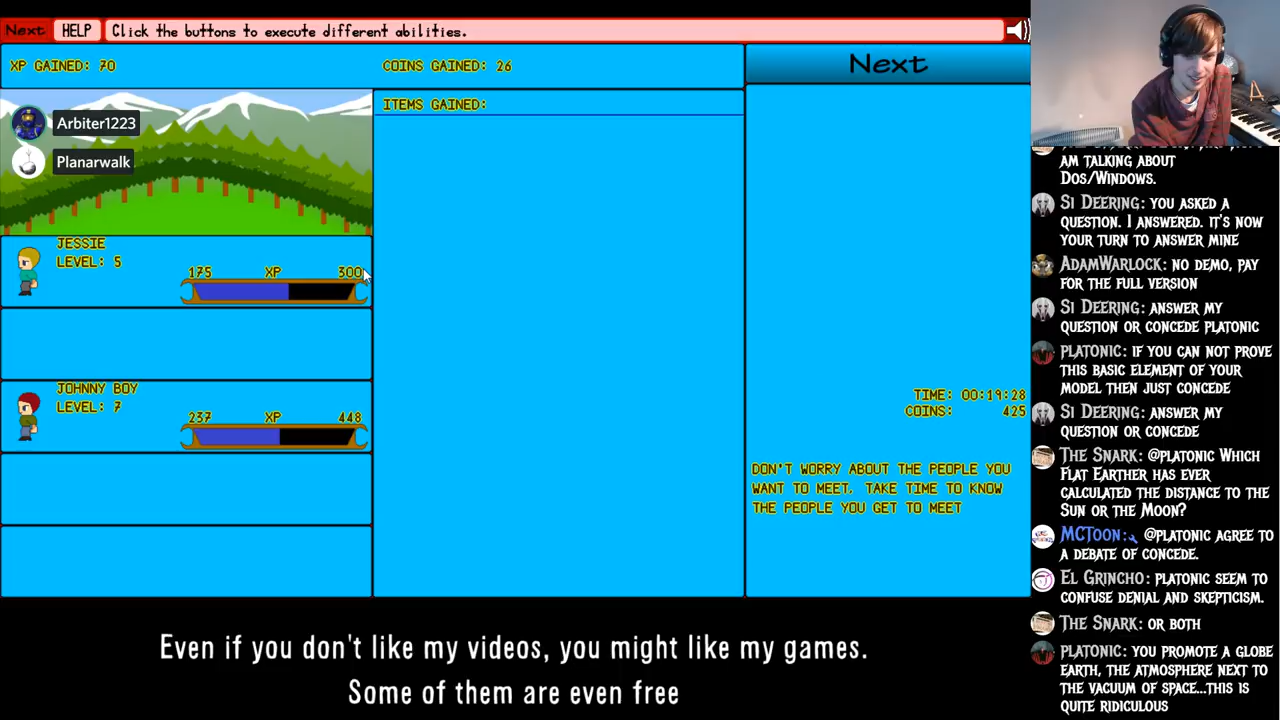 Next HELP Click the buttons to execute different abilities.
XP GAINED: 70
COINS GAINED: 26
Next
ITEMS GAINED:
Arbiter1223
Planarwalk
JESSIE
LEVEL: 5
175 XP 300
JOHNNY BOY
LEVEL: 7
237 XP 448
TIME: 00:19:28
COINS: 425
DON'T WORRY ABOUT THE PEOPLE YOU
WANT TO MEET, TAKE TIME TO KNOW
THE PEOPLE YOU GET TO MEET
Even if you don't like my videos, you might like my games.
Some of them are even free
AM TALKING ABOUT
DOS/WINDOWS.
SI DEERING: YOU ASKED A
QUESTION. I ANSWERED. IT'S NOW
YOUR TURN TO ANSWER MINE
ADAMWARLOCK: NO DEMO, PAY
FOR THE FULL VERSION
SI DEERING: ANSWER MY
QUESTION OR CONCEDE PLATONIC
PLATONIC: IF YOU CAN NOT PROVE
THIS BASIC ELEMENT OF YOUR
MODEL THEN JUST CONCEDE
SI DEERING: ANSWER MY
QUESTION OR CONCEDE
THE SNARK: @PLATONIC WHICH
FLAT EARTHER HAS EVER
CALCULATED THE DISTANCE TO THE
SUN OR THE MOON?
MCTOON: @PLATONIC AGREE TO
A DEBATE OF CONCEDE.
EL GRINCHO: PLATONIC SEEM TO
CONFUSE DENIAL AND SKEPTICISM.
THE SNARK: OR BOTH
PLATONIC: YOU PROMOTE A GLOBE
EARTH, THE ATMOSPHERE NEXT TO
THE VACUUM OF SPACE...THIS IS
QUITE RIDICULOUS